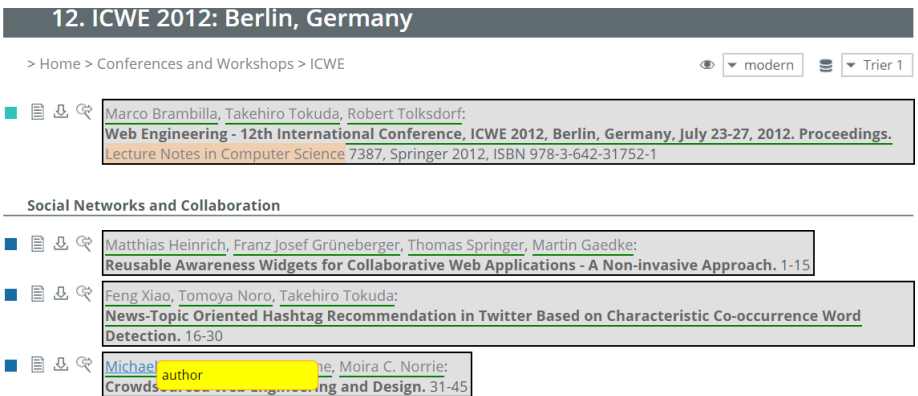 12. ICWE 2012: Berlin, Germany
> Home > Conferences and Workshops > ICWE
modern
Trier 1
Marco Brambilla, Takehiro Tokuda, Robert Tolksdorf:
Web Engineering - 12th International Conference, ICWE 2012, Berlin, Germany, July 23-27, 2012. Proceedings.
Lecture Notes in Computer Science 7387, Springer 2012, ISBN 978-3-642-31752-1
Social Networks and Collaboration
Matthias Heinrich, Franz Josef Grüneberger, Thomas Springer, Martin Gaedke:
Reusable Awareness Widgets for Collaborative Web Applications - A Non-invasive Approach. 1-15
Feng Xiao, Tomoya Noro, Takehiro Tokuda:
News-Topic Oriented Hashtag Recommendation in Twitter Based on Characteristic Co-occurrence Word
Detection. 16-30
Michael
author
Moira C. Norrie:
Crowdsourced Web Engineering and Design. 31-45